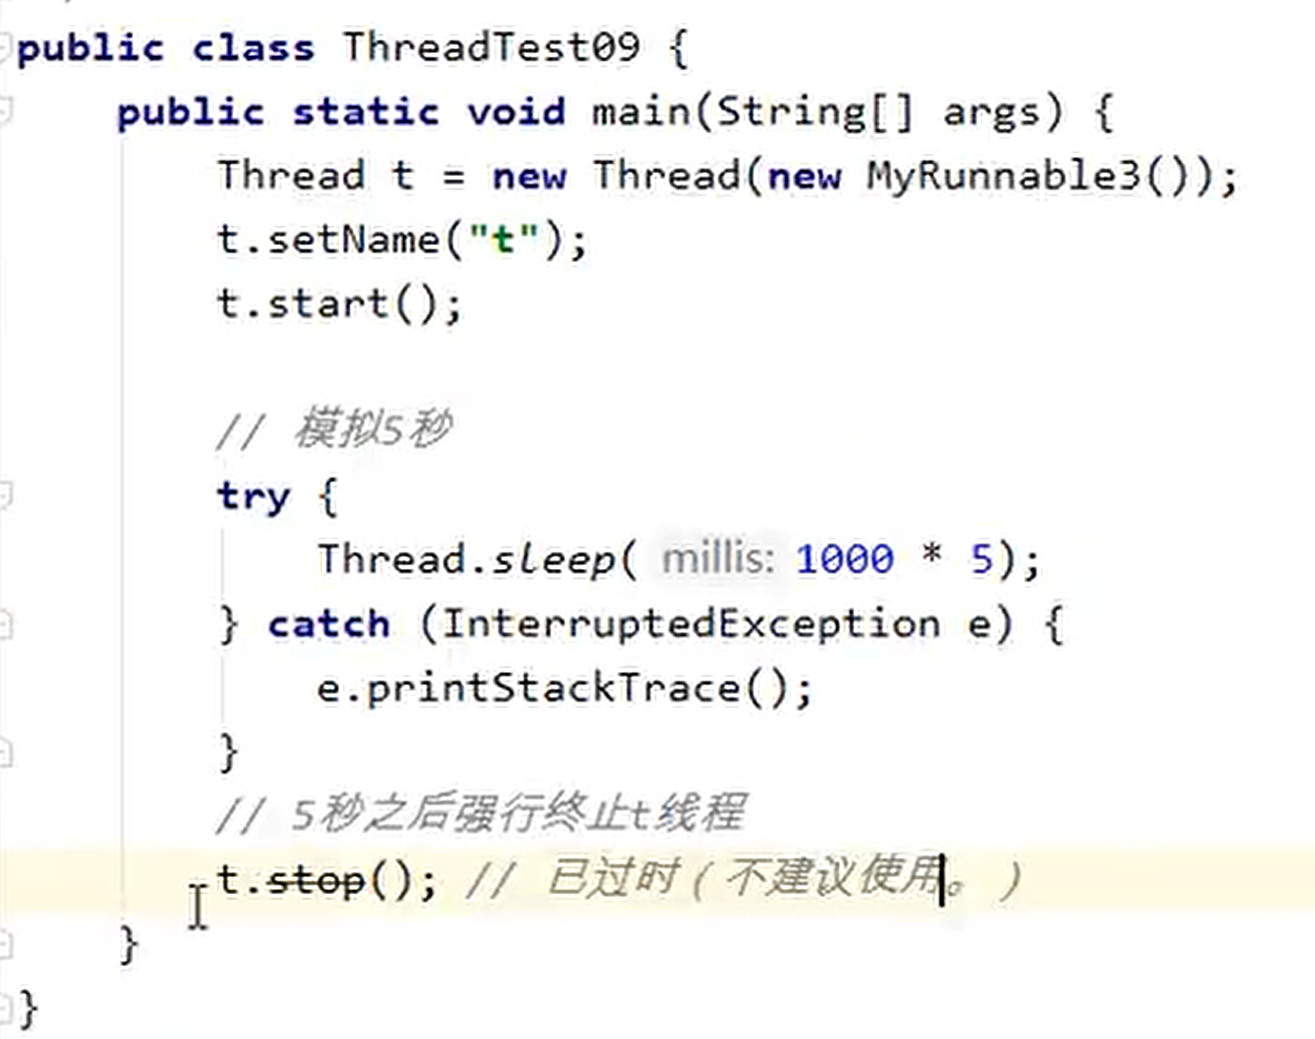 public class ThreadTest09 {
public static void main(String[] args) {
Thread t = new Thread(new MyRunnable3());
t.setName("t");
t.start();
// 模拟5秒
try {
Thread.sleep( millis: 1000 * 5);
} catch (InterruptedException e) {
e.printStackTrace();
}
// 5秒之后强行终止t线程
t.stop(); // 已过时(不建议使用。)
}
}